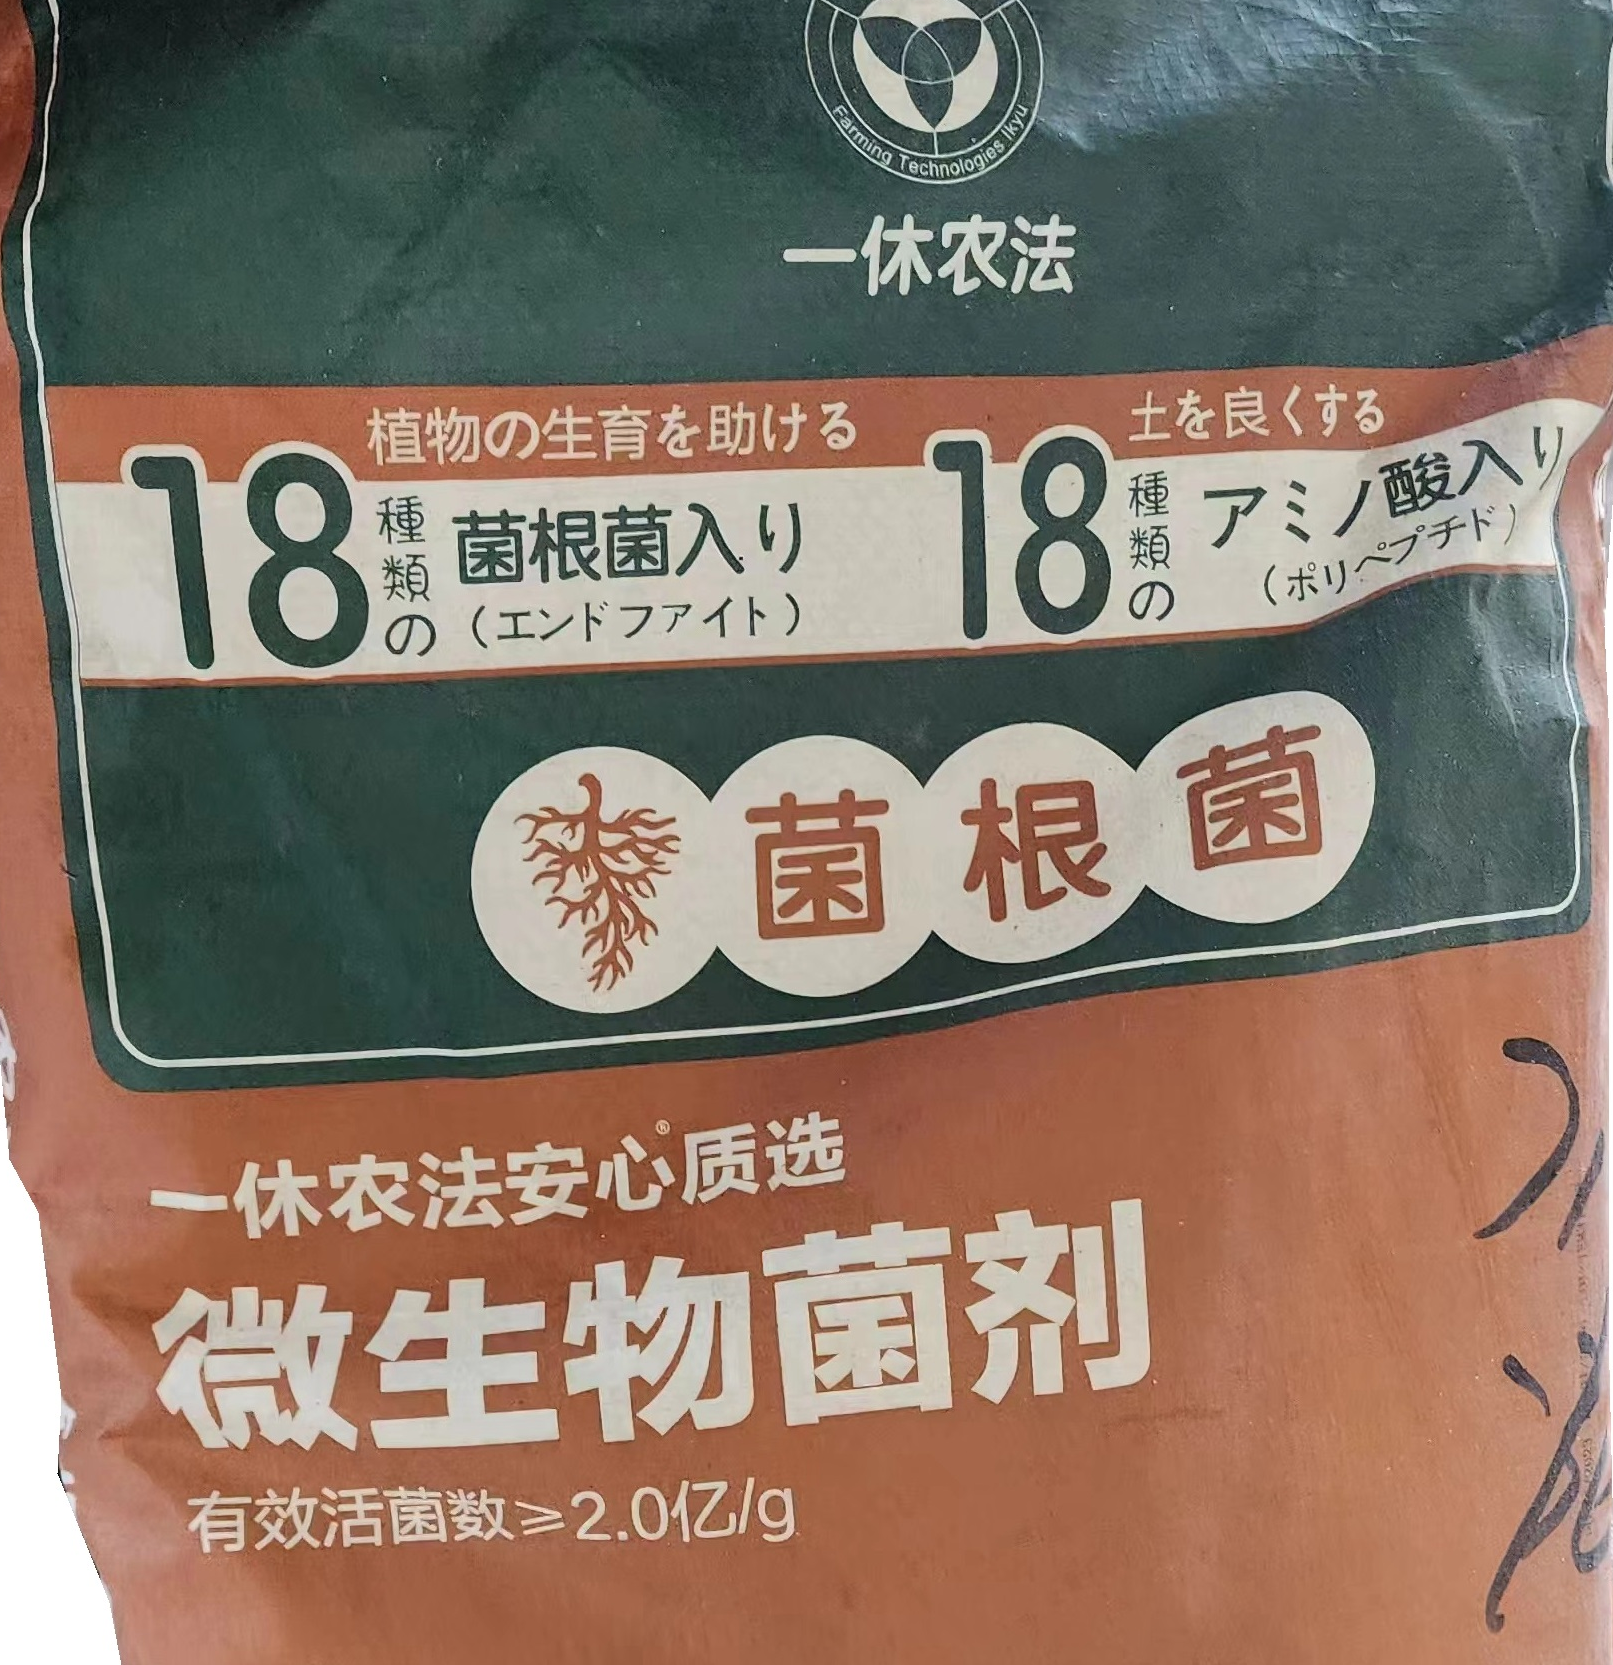 Farming Technologies Ikyu
一休农法
植物の生育を助ける
18種類の菌根菌入り
(エンドファイト)
土を良くする
18種類のアミノ酸入り
(ポリペプチド)
菌根菌
一休农法安心®质选
微生物菌剂
有效活菌数≥2.0亿/g